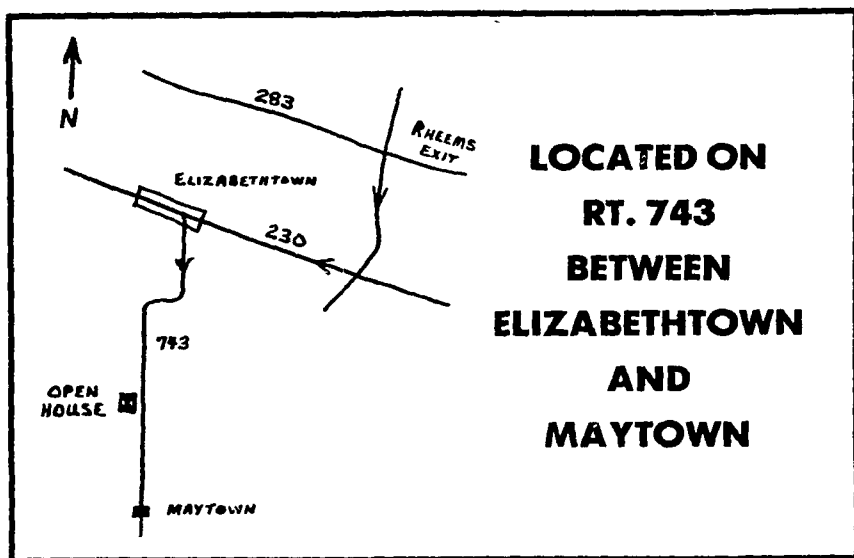 N
283
RHEEMS
EXIT
ELIZABETHTOWN
230
743
OPEN
HOUSE
MAYTOWN
LOCATED ON
RT. 743
BETWEEN
ELIZABETHTOWN
AND
MAYTOWN